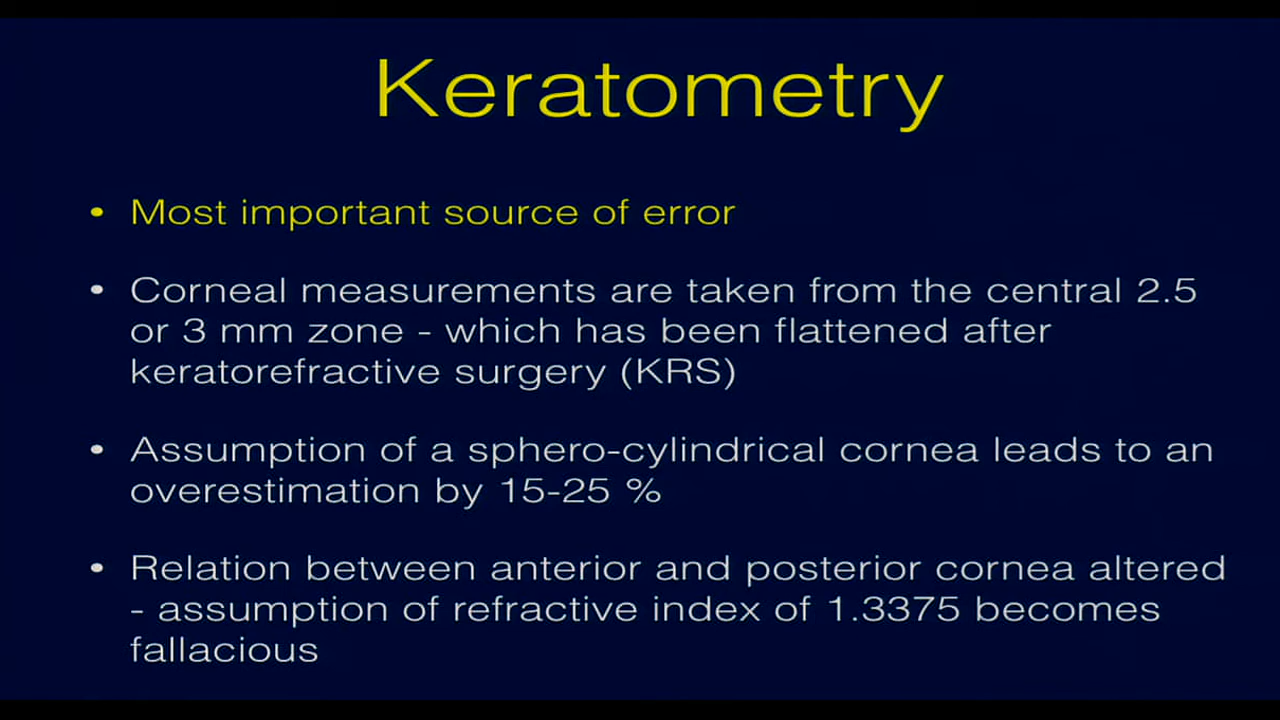 Keratometry
• Most important source of error
• Corneal measurements are taken from the central 2.5
or 3 mm zone - which has been flattened after
keratorefractive surgery (KRS)
• Assumption of a sphero-cylindrical cornea leads to an
overestimation by 15-25 %
• Relation between anterior and posterior cornea altered
- assumption of refractive index of 1.3375 becomes
fallacious